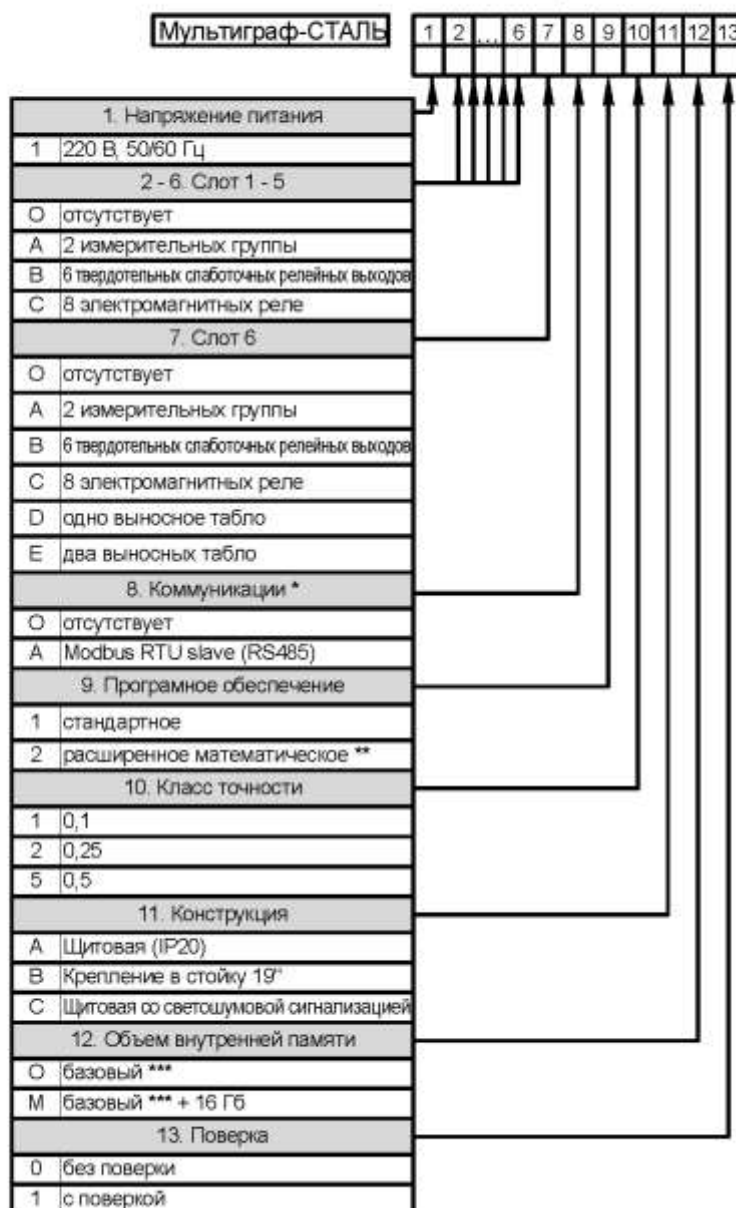 Мультиграф-СТАЛЬ 1 2 ... 6 7 8 9 10 11 12 13
1. Напряжение питания
1 220 В, 50/60 Гц
2 - 6. Слот 1 - 5
О отсутствует
А 2 измерительных группы
В 6 твердотельных слаботочных релейных выходов
С 8 электромагнитных реле
7. Слот 6
О отсутствует
А 2 измерительных группы
В 6 твердотельных слаботочных релейных выходов
С 8 электромагнитных реле
D одно выносное табло
E два выносных табло
8. Коммуникации *
О отсутствует
А Modbus RTU slave (RS485)
9. Програмное обеспечение
1 стандартное
2 расширенное математическое **
10. Класс точности
1 0,1
2 0,25
5 0,5
11. Конструкция
А Щитовая (IP20)
В Крепление в стойку 19"
С Щитовая со светошумовой сигнализацией
12. Объем внутренней памяти
О базовый ***
М базовый *** + 16 Гб
13. Поверка
0 без поверки
1 с поверкой